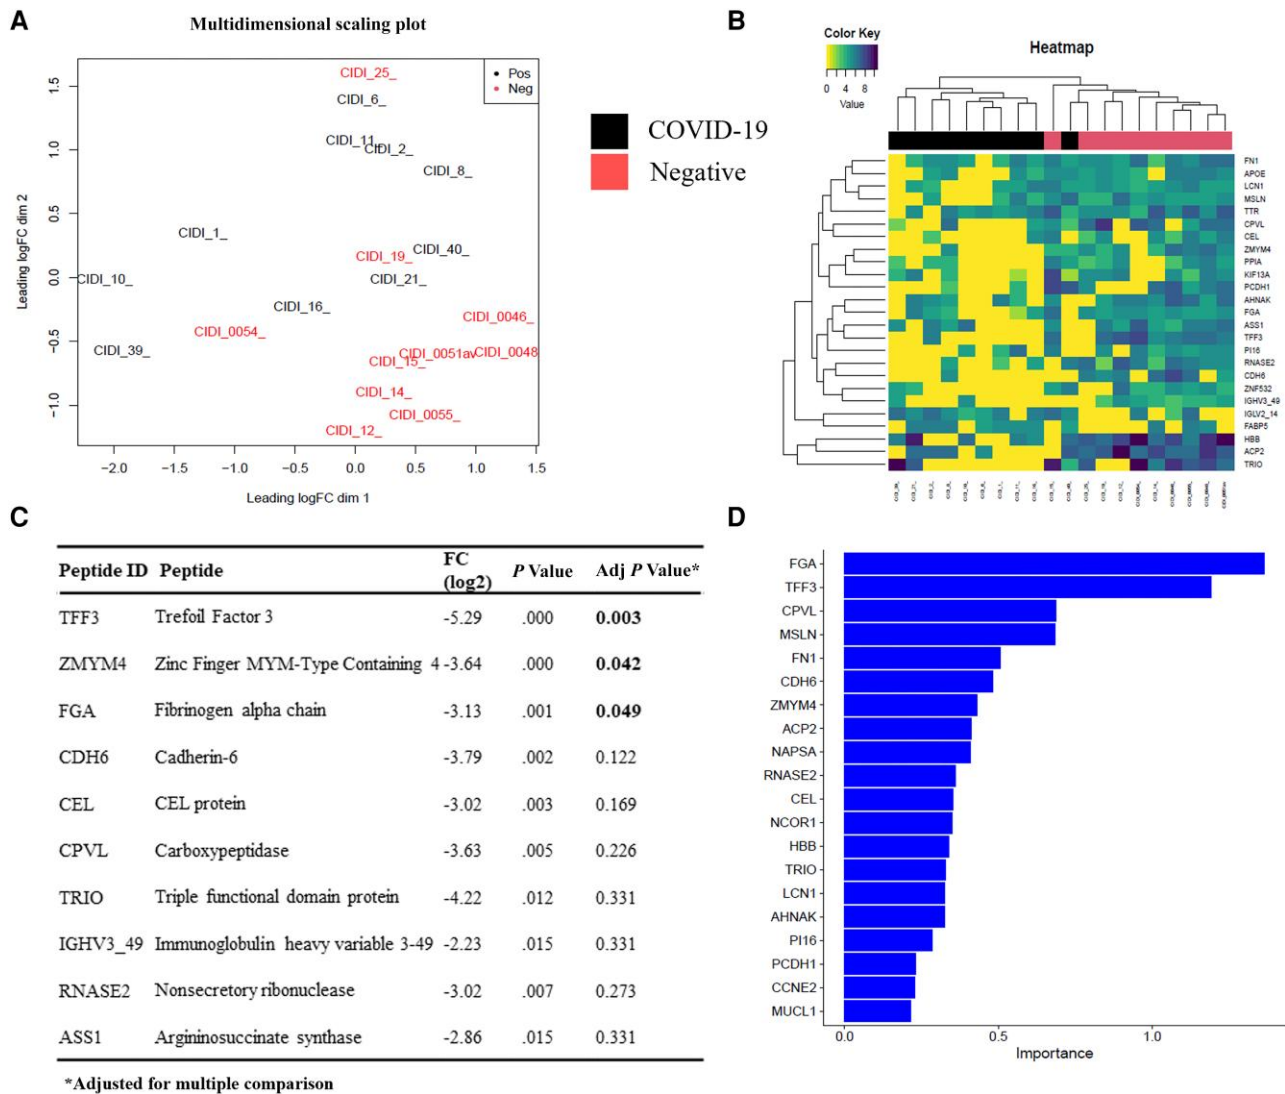 A
Multidimensional scaling plot
Pos
Neg
CIDI_25_
CIDI_6_
CIDI_11_
CIDI_2_
CIDI_8_
CIDI_1_
CIDI_40_
CIDI_19_
CIDI_10_
CIDI_21_
CIDI_16_
CIDI_0046_
CIDI_0054_
CIDI_39_
CIDI_15_
CIDI_0051av
CIDI_0048
CIDI_14_
CIDI_0055_
CIDI_12_
1.5
1.0
0.5
0.0
−0.5
−1.0
Leading logFC dim 2
−2.0 −1.5 −1.0 −0.5 0.0 0.5 1.0 1.5
Leading logFC dim 1
COVID-19
Negative
B
Color Key
0 4 8
Value
Heatmap
FN1
APOE
LCN1
MSLN
TTR
CPVL
CEL
ZMYM4
PPIA
KIF13A
PCDH1
AHNAK
FGA
ASS1
TFF3
PI16
RNASE2
CDH6
ZNF532
IGHV3_49
IGLV2_14
FABP5
HBB
ACP2
TRIO
C
Peptide ID Peptide FC (log2) P Value Adj P Value*
TFF3 Trefoil Factor 3 -5.29 .000 0.003
ZMYM4 Zinc Finger MYM-Type Containing 4 -3.64 .000 0.042
FGA Fibrinogen alpha chain -3.13 .001 0.049
CDH6 Cadherin-6 -3.79 .002 0.122
CEL CEL protein -3.02 .003 0.169
CPVL Carboxypeptidase -3.63 .005 0.226
TRIO Triple functional domain protein -4.22 .012 0.331
IGHV3_49 Immunoglobulin heavy variable 3-49 -2.23 .015 0.331
RNASE2 Nonsecretory ribonuclease -3.02 .007 0.273
ASS1 Argininosuccinate synthase -2.86 .015 0.331
*Adjusted for multiple comparison
D
FGA
TFF3
CPVL
MSLN
FN1
CDH6
ZMYM4
ACP2
NAPSA
RNASE2
CEL
NCOR1
HBB
TRIO
LCN1
AHNAK
PI16
PCDH1
CCNE2
MUCL1
0.0 0.5 1.0
Importance